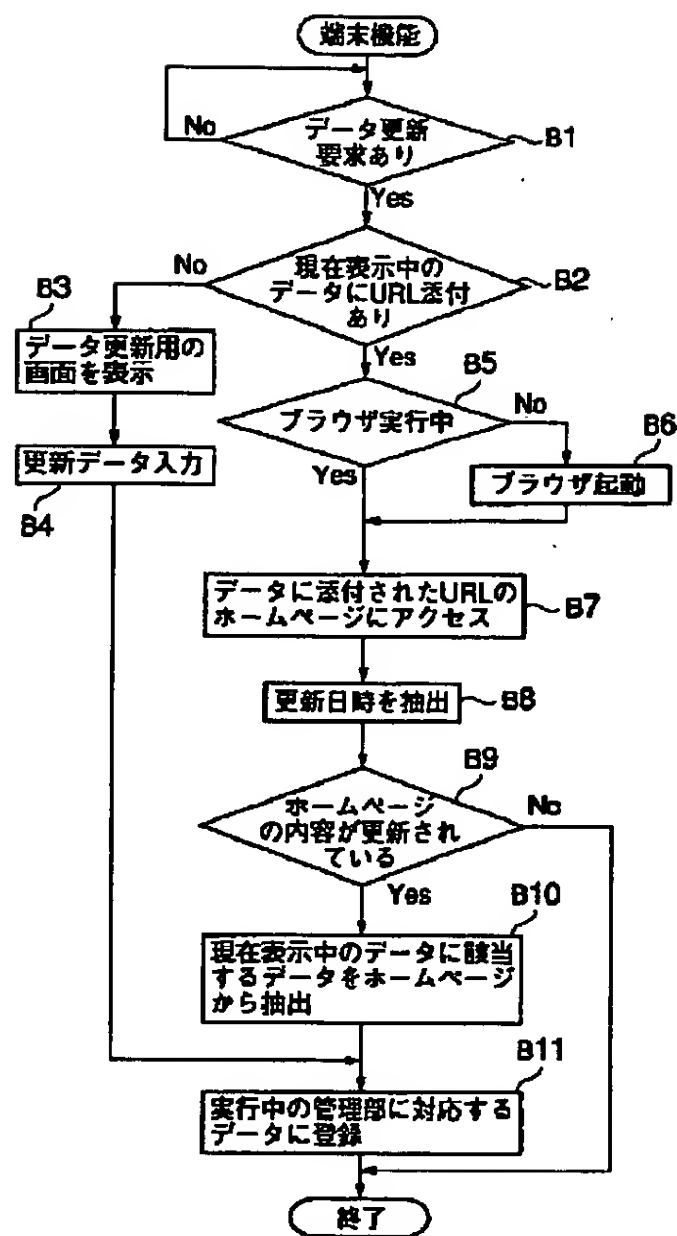 端末機能
No
データ更新
要求あり
B1
Yes
No
現在表示中の
データにURL添付
あり
B2
B3
データ更新用の
画面を表示
Yes
B5
ブラウザ実行中
No
B6
更新データ入力
B4
Yes
ブラウザ起動
データに添付されたURLの
ホームページにアクセス
B7
更新日時を抽出
B8
B9
ホームページ
の内容が更新され
ている
No
Yes
B10
現在表示中のデータに該当
するデータをホームページ
から抽出
B11
実行中の管理部に対応する
データに登録
終了